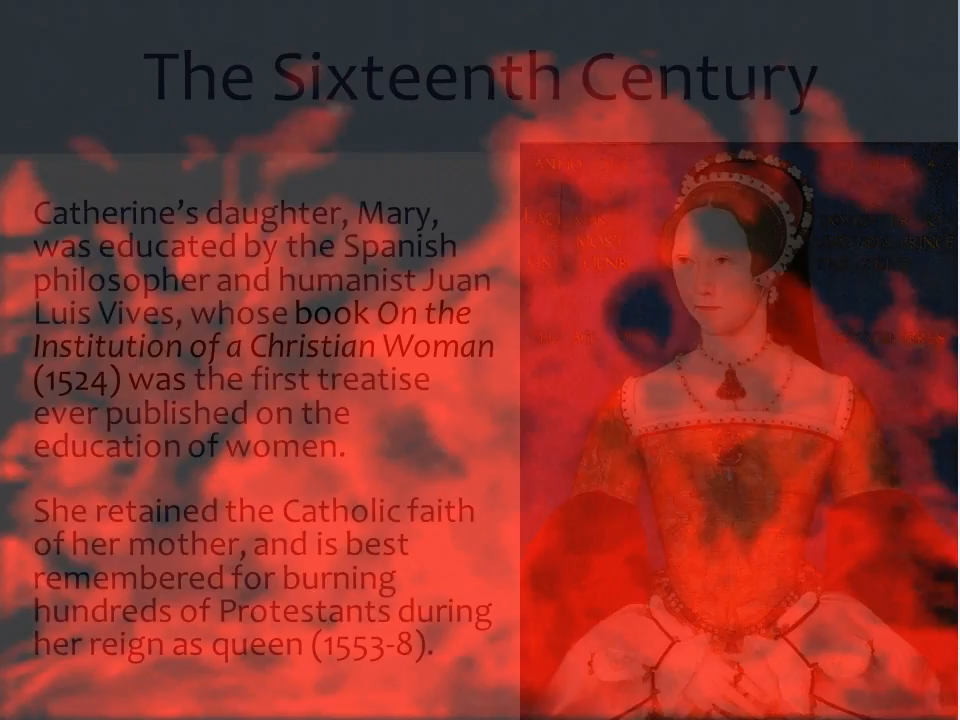 The Sixteenth Century
Catherine’s daughter, Mary,
was educated by the Spanish
philosopher and humanist Juan
Luis Vives, whose book On the
Institution of a Christian Woman
(1524) was the first treatise
ever published on the
education of women.
She retained the Catholic faith
of her mother, and is best
remembered for burning
hundreds of Protestants during
her reign as queen (1553-8).